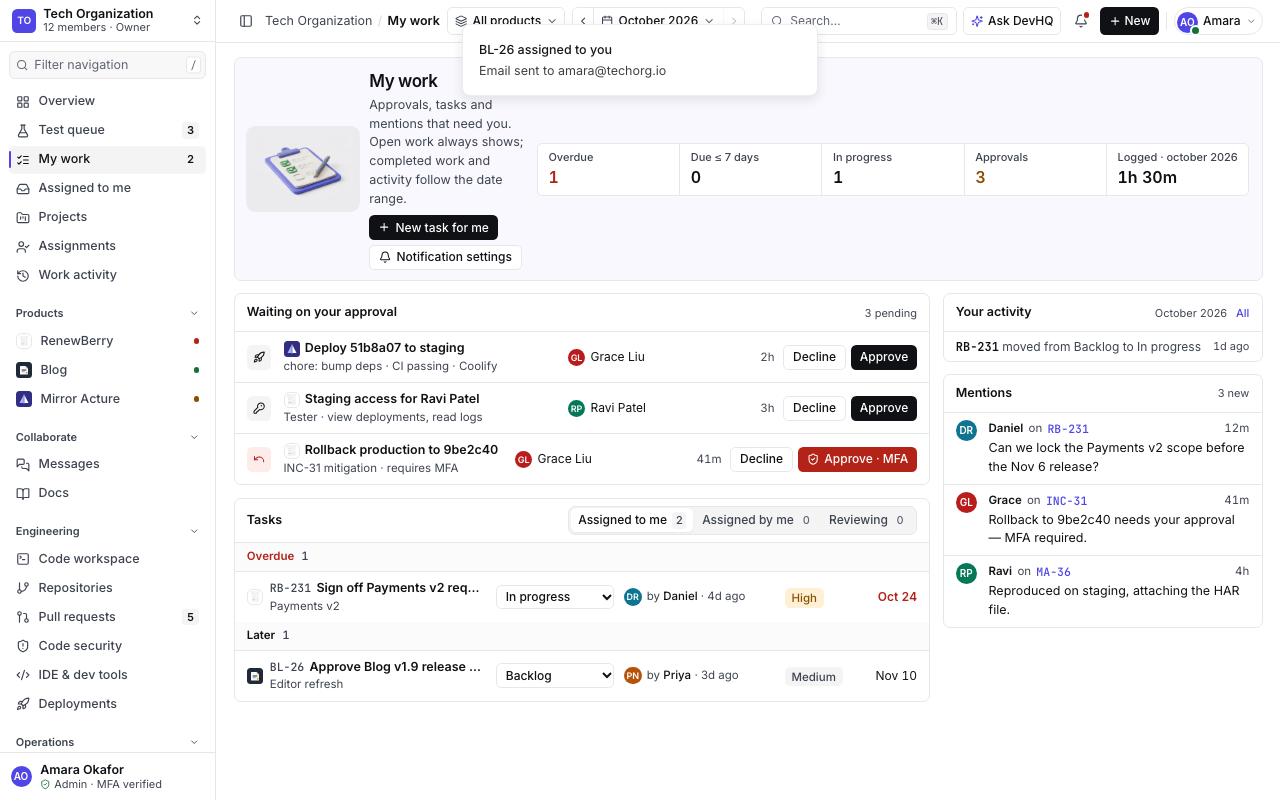 TO
Tech Organization
12 members · Owner
Filter navigation
/
Overview
Test queue 3
My work 2
Assigned to me
Projects
Assignments
Work activity
Products
RenewBerry
Blog
Mirror Acture
Collaborate
Messages
Docs
Engineering
Code workspace
Repositories
Pull requests 5
Code security
IDE & dev tools
Deployments
Operations
AO
Amara Okafor
Admin · MFA verified
Tech Organization / My work
All products
October 2026
Search...
⌘K
Ask DevHQ
New
AO
Amara
BL-26 assigned to you
Email sent to amara@techorg.io
My work
Approvals, tasks and
mentions that need you.
Open work always shows;
completed work and
activity follow the date
range.
New task for me
Notification settings
Overdue
1
Due ≤ 7 days
0
In progress
1
Approvals
3
Logged · october 2026
1h 30m
Waiting on your approval
3 pending
Deploy 51b8a07 to staging
chore: bump deps · CI passing · Coolify
GL Grace Liu
2h
Decline
Approve
Staging access for Ravi Patel
Tester · view deployments, read logs
RP Ravi Patel
3h
Decline
Approve
Rollback production to 9be2c40
INC-31 mitigation · requires MFA
GL Grace Liu
41m
Decline
Approve · MFA
Tasks
Assigned to me 2
Assigned by me 0
Reviewing 0
Overdue 1
RB-231 Sign off Payments v2 req...
Payments v2
In progress
DR by Daniel · 4d ago
High
Oct 24
Later 1
BL-26 Approve Blog v1.9 release ...
Editor refresh
Backlog
PN by Priya · 3d ago
Medium
Nov 10
Your activity
October 2026 All
RB-231 moved from Backlog to In progress 1d ago
Mentions
3 new
DR Daniel on RB-231 12m
Can we lock the Payments v2 scope before
the Nov 6 release?
GL Grace on INC-31 41m
Rollback to 9be2c40 needs your approval
— MFA required.
RP Ravi on MA-36 4h
Reproduced on staging, attaching the HAR
file.